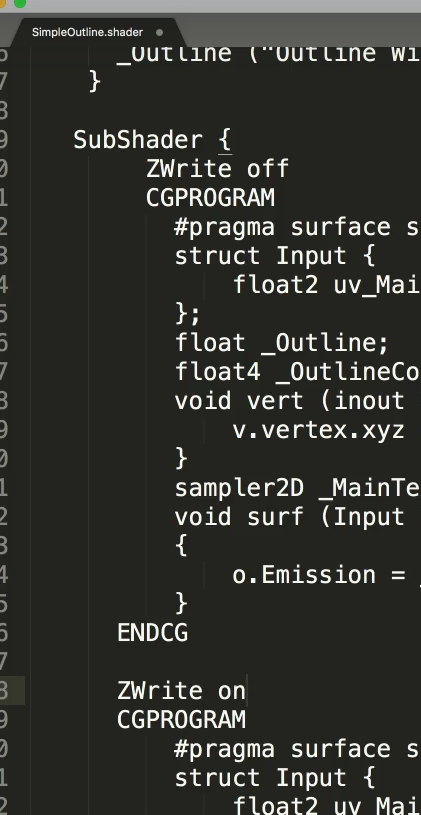 SimpleOutline.shader
_Outline ("Outline Wi
7 }
8
9 SubShader {
0 ZWrite off
1 CGPROGRAM
2 #pragma surface s
3 struct Input {
4 float2 uv_Mai
5 };
6 float _Outline;
7 float4 _OutlineCo
8 void vert (inout
9 v.vertex.xyz
0 }
1 sampler2D _MainTe
2 void surf (Input
3 {
4 o.Emission = _
5 }
6 ENDCG
7
8 ZWrite on
9 CGPROGRAM
0 #pragma surface s
1 struct Input {
2 float2 uv_Mai